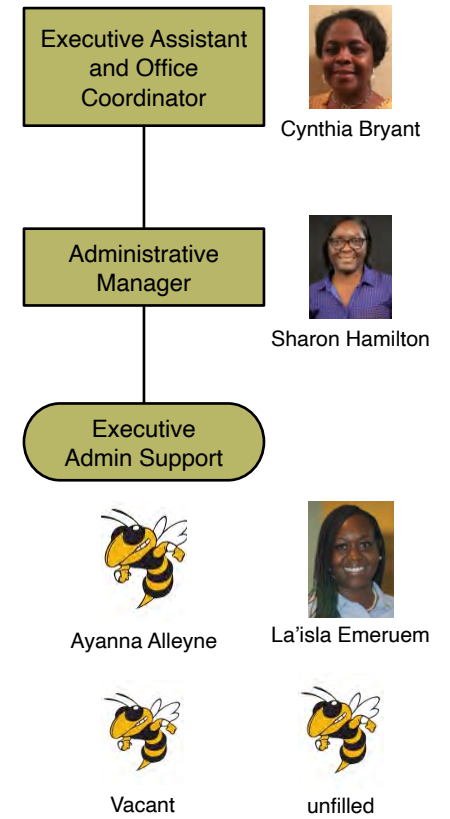 Executive Assistant
and Office
Coordinator
Cynthia Bryant
Administrative
Manager
Sharon Hamilton
Executive
Admin Support
Ayanna Alleyne
La'isla Emeruem
Vacant
unfilled